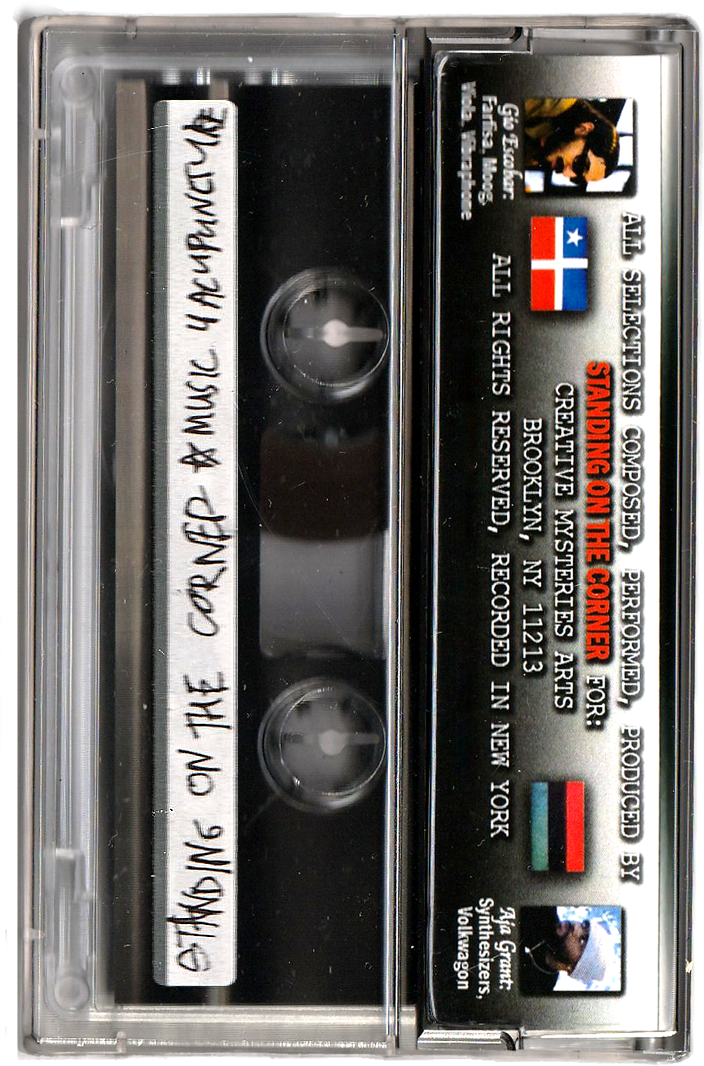 STANDING ON THE CORNER ☆ MUSIC 4 ACUPUNCTURE
ALL SELECTIONS COMPOSED, PERFORMED, PRODUCED BY
STANDING ON THE CORNER FOR:
CREATIVE MYSTERIES ARTS
BROOKLYN, NY 11213
ALL RIGHTS RESERVED, RECORDED IN NEW YORK
Gio Escobar:
Farfisa, Moog,
Viola, Vibraphone
Aja Grant:
Synthesizers,
Volkwagon